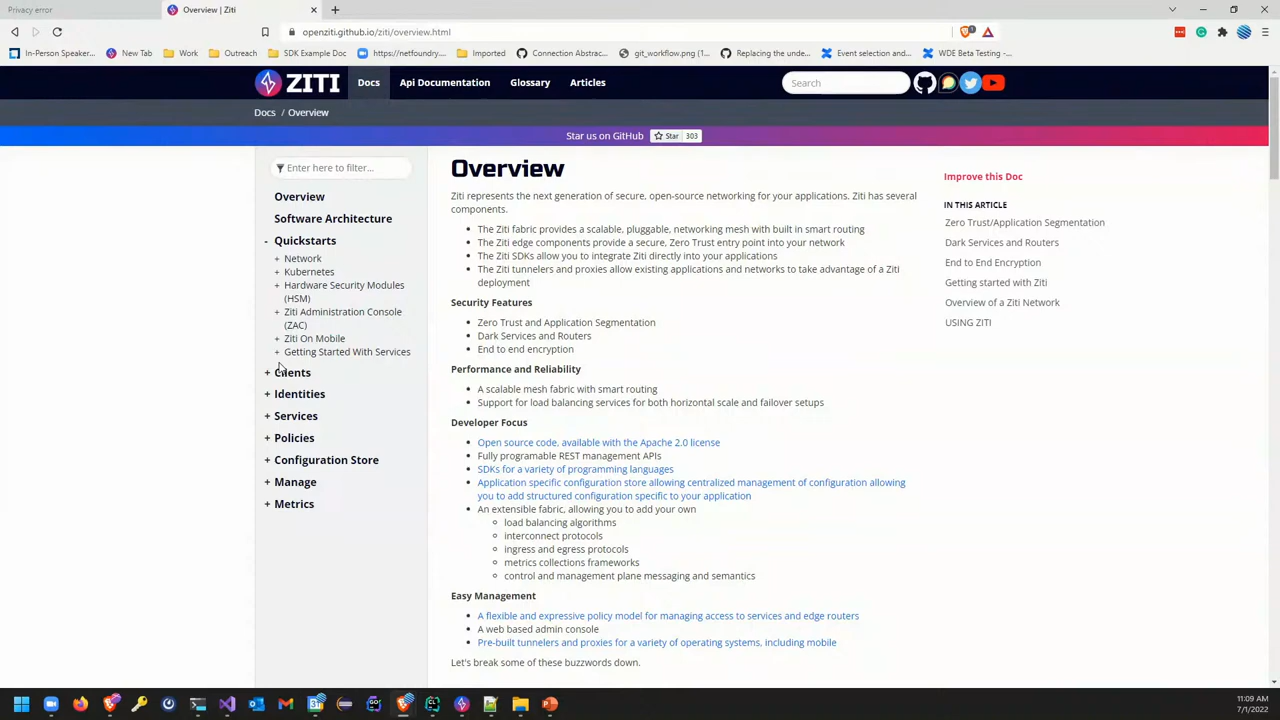 Privacy error
Overview | Ziti
openziti.github.io/ziti/overview.html
In-Person Speaker...
New Tab
Work
Outreach
SDK Example Doc
https://netfoundry....
Imported
Connection Abstrac...
git_workflow.png (1...
Replacing the unde...
Event selection and...
WDE Beta Testing -...
ZITI
Docs
Api Documentation
Glossary
Articles
Search
Docs / Overview
Star us on GitHub
Star 303
Enter here to filter...
Overview
Software Architecture
- Quickstarts
+ Network
+ Kubernetes
+ Hardware Security Modules
(HSM)
+ Ziti Administration Console
(ZAC)
+ Ziti On Mobile
+ Getting Started With Services
+ Clients
+ Identities
+ Services
+ Policies
+ Configuration Store
+ Manage
+ Metrics
Overview
Ziti represents the next generation of secure, open-source networking for your applications. Ziti has several
components.
The Ziti fabric provides a scalable, pluggable, networking mesh with built in smart routing
The Ziti edge components provide a secure, Zero Trust entry point into your network
The Ziti SDKs allow you to integrate Ziti directly into your applications
The Ziti tunnelers and proxies allow existing applications and networks to take advantage of a Ziti
deployment
Security Features
Zero Trust and Application Segmentation
Dark Services and Routers
End to end encryption
Performance and Reliability
A scalable mesh fabric with smart routing
Support for load balancing services for both horizontal scale and failover setups
Developer Focus
Open source code, available with the Apache 2.0 license
Fully programable REST management APIs
SDKs for a variety of programming languages
Application specific configuration store allowing centralized management of configuration allowing
you to add structured configuration specific to your application
An extensible fabric, allowing you to add your own
load balancing algorithms
interconnect protocols
ingress and egress protocols
metrics collections frameworks
control and management plane messaging and semantics
Easy Management
A flexible and expressive policy model for managing access to services and edge routers
A web based admin console
Pre-built tunnelers and proxies for a variety of operating systems, including mobile
Let's break some of these buzzwords down.
Improve this Doc
IN THIS ARTICLE
Zero Trust/Application Segmentation
Dark Services and Routers
End to End Encryption
Getting started with Ziti
Overview of a Ziti Network
USING ZITI
11:09 AM
7/1/2022